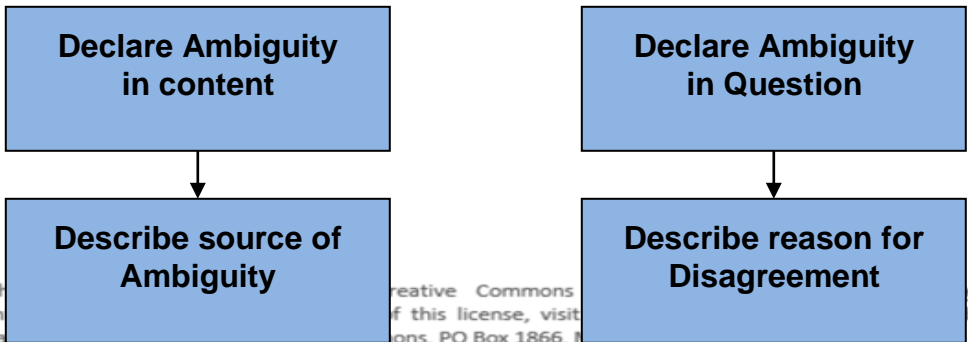 Declare Ambiguity
in content
Declare Ambiguity
in Question
Describe source of
Ambiguity
Describe reason for
Disagreement
reative Commons
f this license, visit
ons, PO Box 1866,